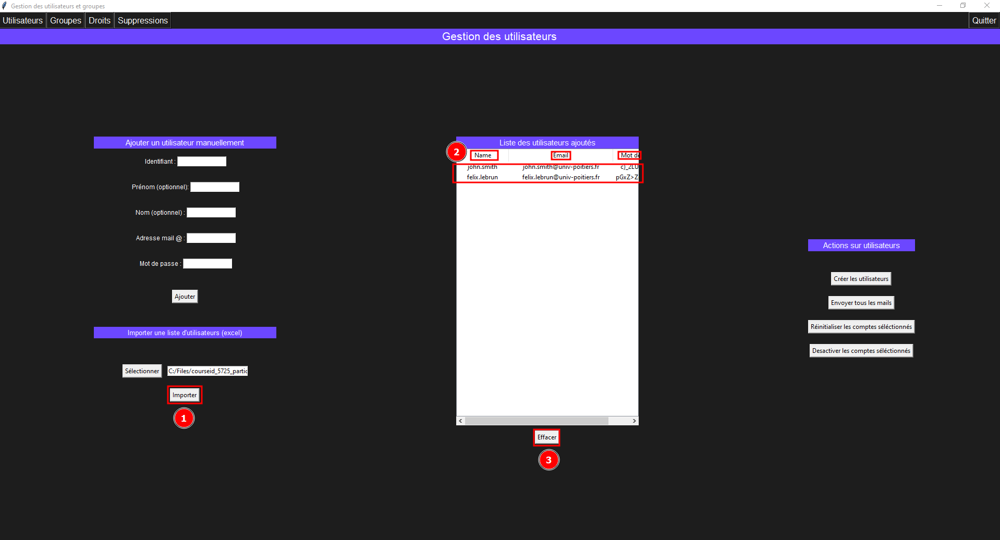 Gestion des utilisateurs et groupes
Utilisateurs Groupes Droits Suppressions Quitter
Gestion des utilisateurs
Ajouter un utilisateur manuellement
Identifiant :
Prénom (optionnel):
Nom (optionnel) :
Adresse mail @ :
Mot de passe :
Ajouter
Importer une liste d'utilisateurs (excel)
Sélectionner C:/Files/courseid_5725_partic
Importer
1
Liste des utilisateurs ajoutés
2 Name Email Mot de
john.smith john.smith@univ-poitiers.fr c)_2LU
felix.lebrun felix.lebrun@univ-poitiers.fr pGxZ>Z
Effacer
3
Actions sur utilisateurs
Créer les utilisateurs
Envoyer tous les mails
Réinitialiser les comptes séléctionnés
Desactiver les comptes séléctionnés